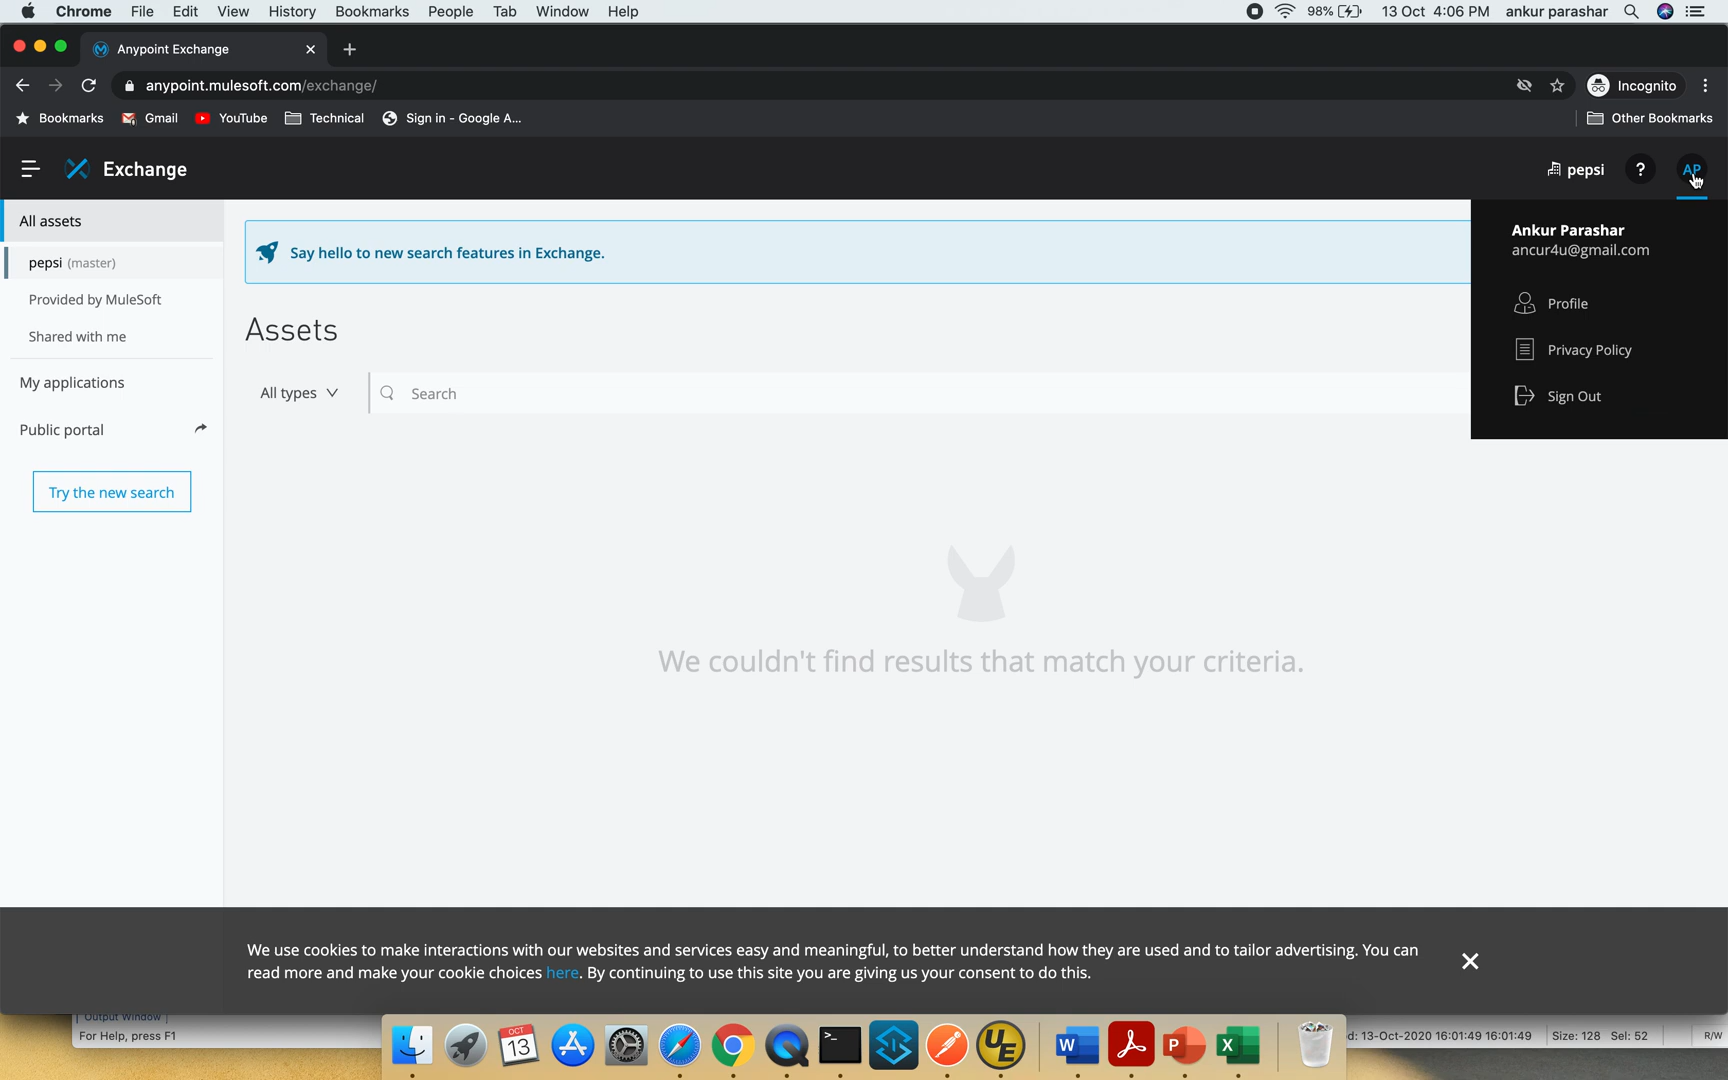 Chrome File Edit View History Bookmarks People Tab Window Help 98% 13 Oct 4:06 PM ankur parashar
Anypoint Exchange
anypoint.mulesoft.com/exchange/ Incognito
Bookmarks Gmail YouTube Technical Sign in - Google A... Other Bookmarks
Exchange pepsi ? AP
All assets
pepsi (master)
Provided by MuleSoft
Shared with me
My applications
Public portal
Try the new search
Say hello to new search features in Exchange.
Assets
All types Search
We couldn't find results that match your criteria.
Ankur Parashar
ancur4u@gmail.com
Profile
Privacy Policy
Sign Out
We use cookies to make interactions with our websites and services easy and meaningful, to better understand how they are used and to tailor advertising. You can
read more and make your cookie choices here. By continuing to use this site you are giving us your consent to do this.
Output Window
For Help, press F1
d: 13-Oct-2020 16:01:49 16:01:49 Size: 128 Sel: 52 R/W
OCT
13
>_
UE
W
P
X